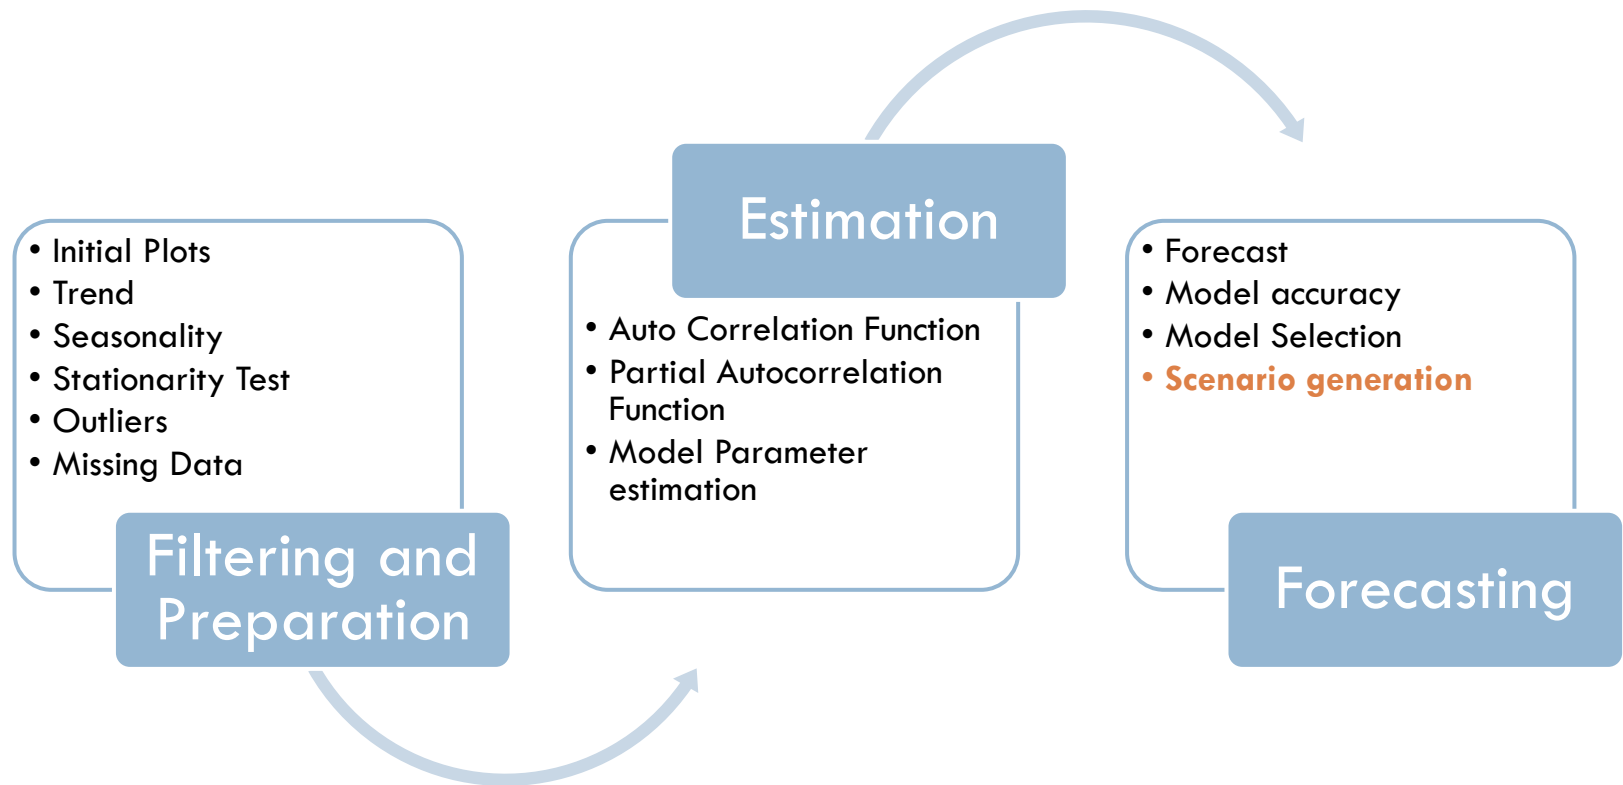 • Initial Plots
• Trend
• Seasonality
• Stationarity Test
• Outliers
• Missing Data
Filtering and
Preparation
Estimation
• Auto Correlation Function
• Partial Autocorrelation
Function
• Model Parameter
estimation
• Forecast
• Model accuracy
• Model Selection
• Scenario generation
Forecasting